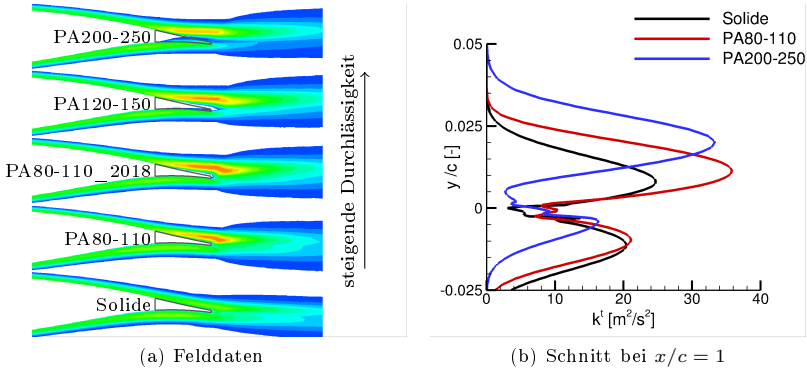 PA200-250
PA120-150
PA80-110_2018
PA80-110
Solide
steigende Durchlässigkeit
(a) Felddaten
Solide
PA80-110
PA200-250
0.05
0.025
0
-0.025
y/c [-]
0 10 20 30 40
kᵗ [m²/s²]
(b) Schnitt bei x/c = 1